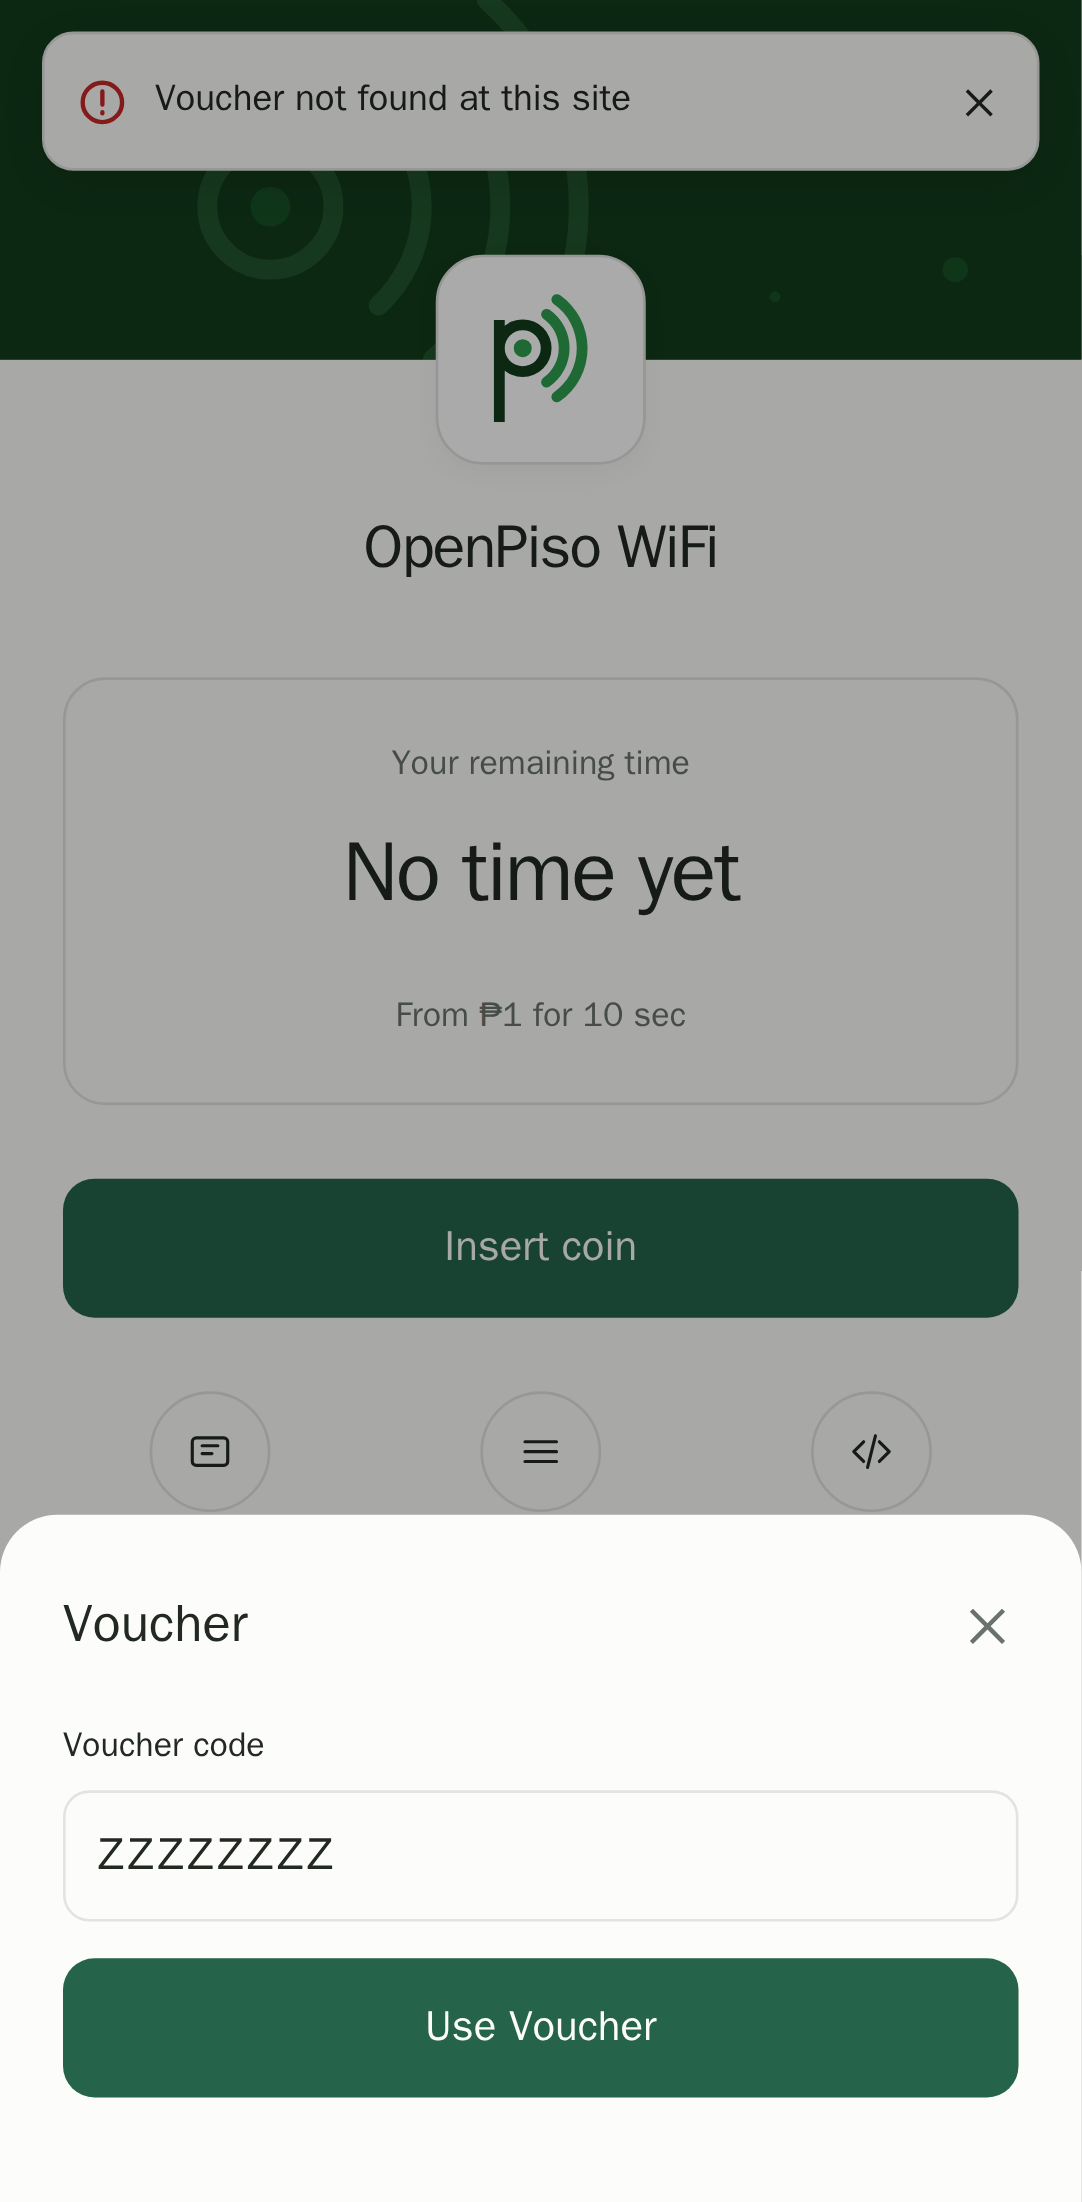 Voucher not found at this site
OpenPiso WiFi
Your remaining time
No time yet
From ₱1 for 10 sec
Insert coin
Voucher
Voucher code
ZZZZZZZZ
Use Voucher